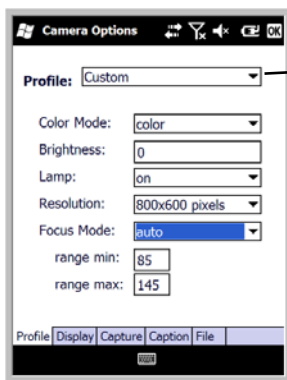 Camera Options OK
Profile: Custom
Color Mode: color
Brightness: 0
Lamp: on
Resolution: 800x600 pixels
Focus Mode: auto
range min: 85
range max: 145
Profile Display Capture Caption File